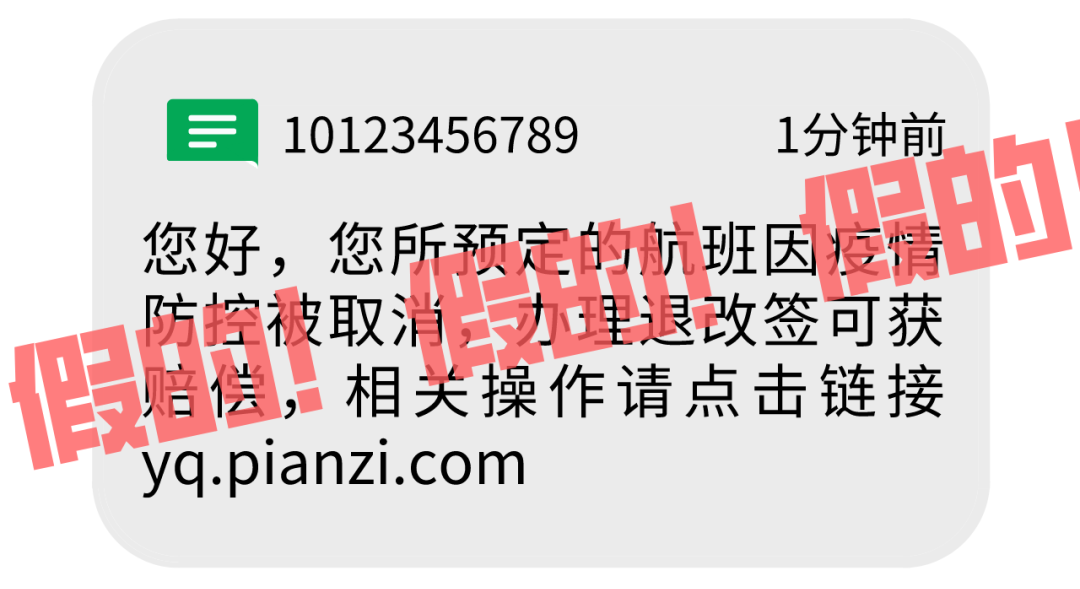 10123456789
1分钟前
您好，您所预定的航班因疫情
防控被取消，办理退改签可获
赔偿，相关操作请点击链接
yq.pianzi.com
假的！假的！假的！